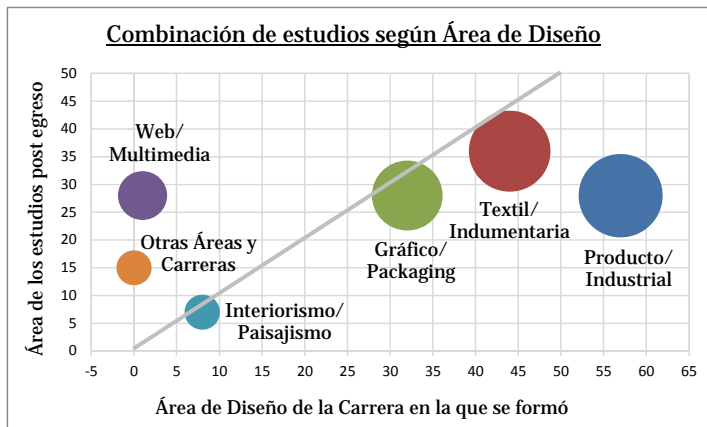 Combinación de estudios según Área de Diseño
Área de los estudios post egreso
50
45
40
35
30
25
20
15
10
5
0
Web/
Multimedia
Otras Áreas y
Carreras
Interiorismo/
Paisajismo
Gráfico/
Packaging
Textil/
Indumentaria
Producto/
Industrial
-5 0 5 10 15 20 25 30 35 40 45 50 55 60 65
Área de Diseño de la Carrera en la que se formó